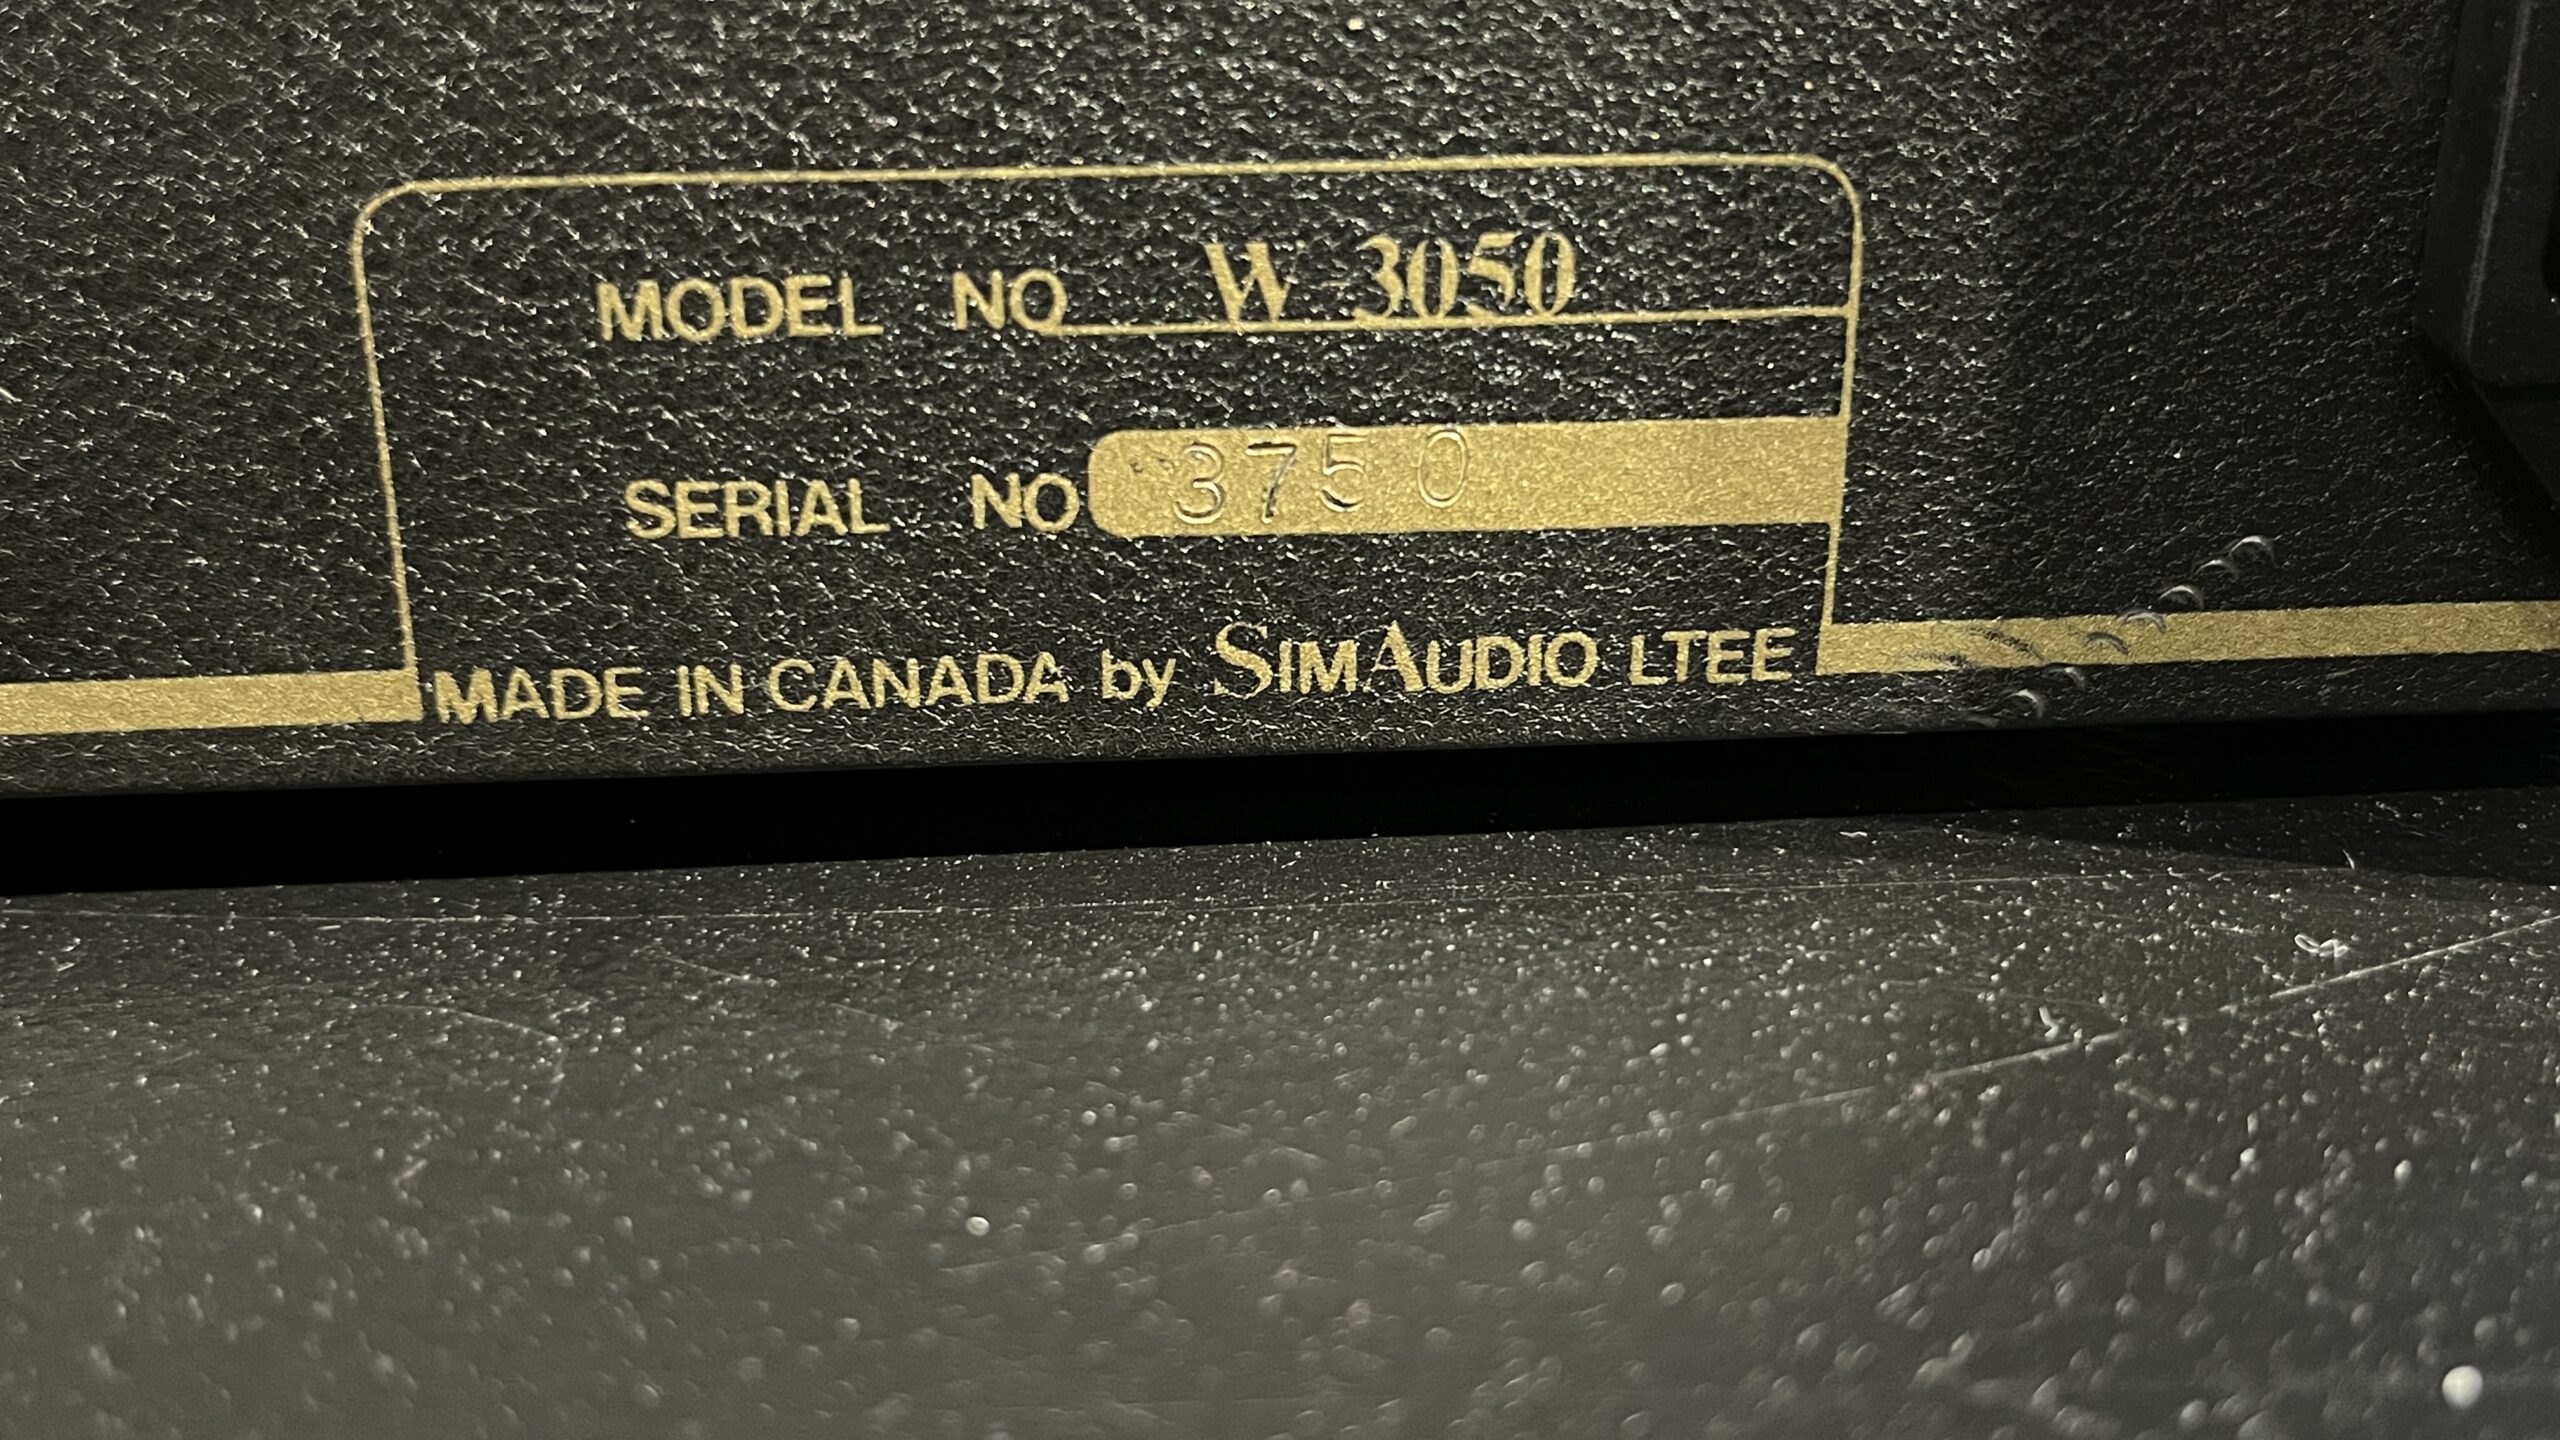 MODEL NO W 3050
SERIAL NO 3750
MADE IN CANADA by SIMAUDIO LTEE